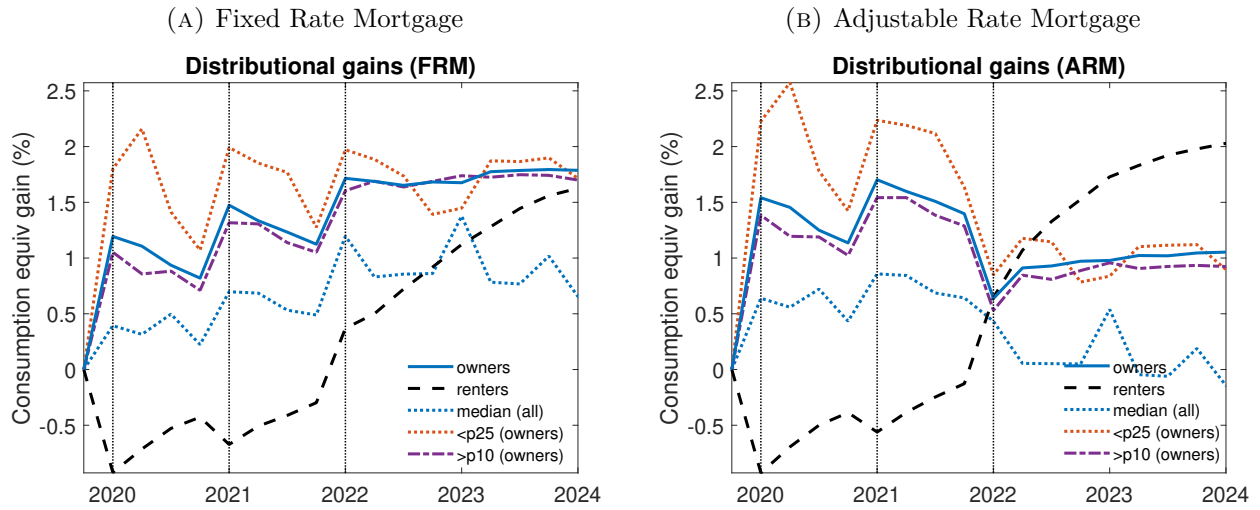 (A) Fixed Rate Mortgage
Distributional gains (FRM)
Consumption equiv gain (%)
2.5
2
1.5
1
0.5
0
-0.5
owners
renters
median (all)
<p25 (owners)
>p10 (owners)
2020 2021 2022 2023 2024
(B) Adjustable Rate Mortgage
Distributional gains (ARM)
Consumption equiv gain (%)
2.5
2
1.5
1
0.5
0
-0.5
owners
renters
median (all)
<p25 (owners)
>p10 (owners)
2020 2021 2022 2023 2024